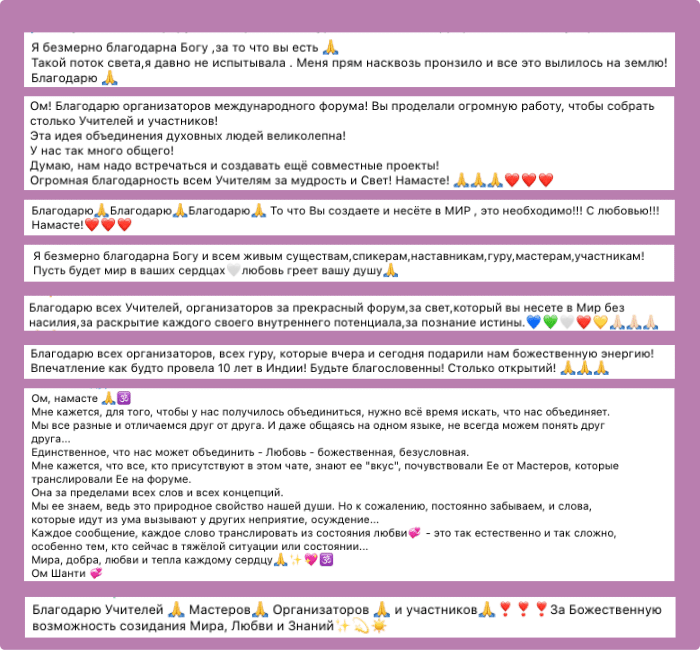 Я безмерно благодарна Богу ,за то что вы есть 🙏
Такой поток света,я давно не испытывала . Меня прям насквозь пронзило и все это вылилось на землю!
Благодарю 🙏
Ом! Благодарю организаторов международного форума! Вы проделали огромную работу, чтобы собрать
столько Учителей и участников!
Эта идея объединения духовных людей великолепна!
У нас так много общего!
Думаю, нам надо встречаться и создавать ещё совместные проекты!
Огромная благодарность всем Учителям за мудрость и Свет! Намасте! 🙏🙏🙏❤️❤️❤️
Благодарю🙏Благодарю🙏Благодарю🙏 То что Вы создаете и несёте в МИР , это необходимо!!! С любовью!!!
Намасте!❤️❤️❤️
Я безмерно благодарна Богу и всем живым существам,спикерам,наставникам,гуру,мастерам,участникам!
Пусть будет мир в ваших сердцах🤍любовь греет вашу душу🙏
Благодарю всех Учителей, организаторов за прекрасный форум,за свет,который вы несете в Мир без
насилия,за раскрытие каждого своего внутреннего потенциала,за познание истины.💙💚🤍❤️💛🙏🏻🙏🏻🙏🏻
Благодарю всех организаторов, всех гуру, которые вчера и сегодня подарили нам божественную энергию!
Впечатление как будто провела 10 лет в Индии! Будьте благословенны! Столько открытий! 🙏🙏🙏
Ом, намасте 🙏🕉
Мне кажется, для того, чтобы у нас получилось объединиться, нужно всё время искать, что нас объединяет.
Мы все разные и отличаемся друг от друга. И даже общаясь на одном языке, не всегда можем понять друг
друга...
Единственное, что нас может объединить - Любовь - божественная, безусловная.
Мне кажется, что все, кто присутствуют в этом чате, знают ее "вкус", почувствовали Ее от Мастеров, которые
транслировали Ее на форуме.
Она за пределами всех слов и всех концепций.
Мы ее знаем, ведь это природное свойство нашей души. Но к сожалению, постоянно забываем, и слова,
которые идут из ума вызывают у других неприятие, осуждение...
Каждое сообщение, каждое слово транслировать из состояния любви💞 - это так естественно и так сложно,
особенно тем, кто сейчас в тяжёлой ситуации или состоянии...
Мира, добра, любви и тепла каждому сердцу🙏✨💖🕉
Ом Шанти 💞
Благодарю Учителей 🙏 Мастеров🙏 Организаторов 🙏 и участников🙏❣️❣️❣️За Божественную
возможность созидания Мира, Любви и Знаний✨💫☀️